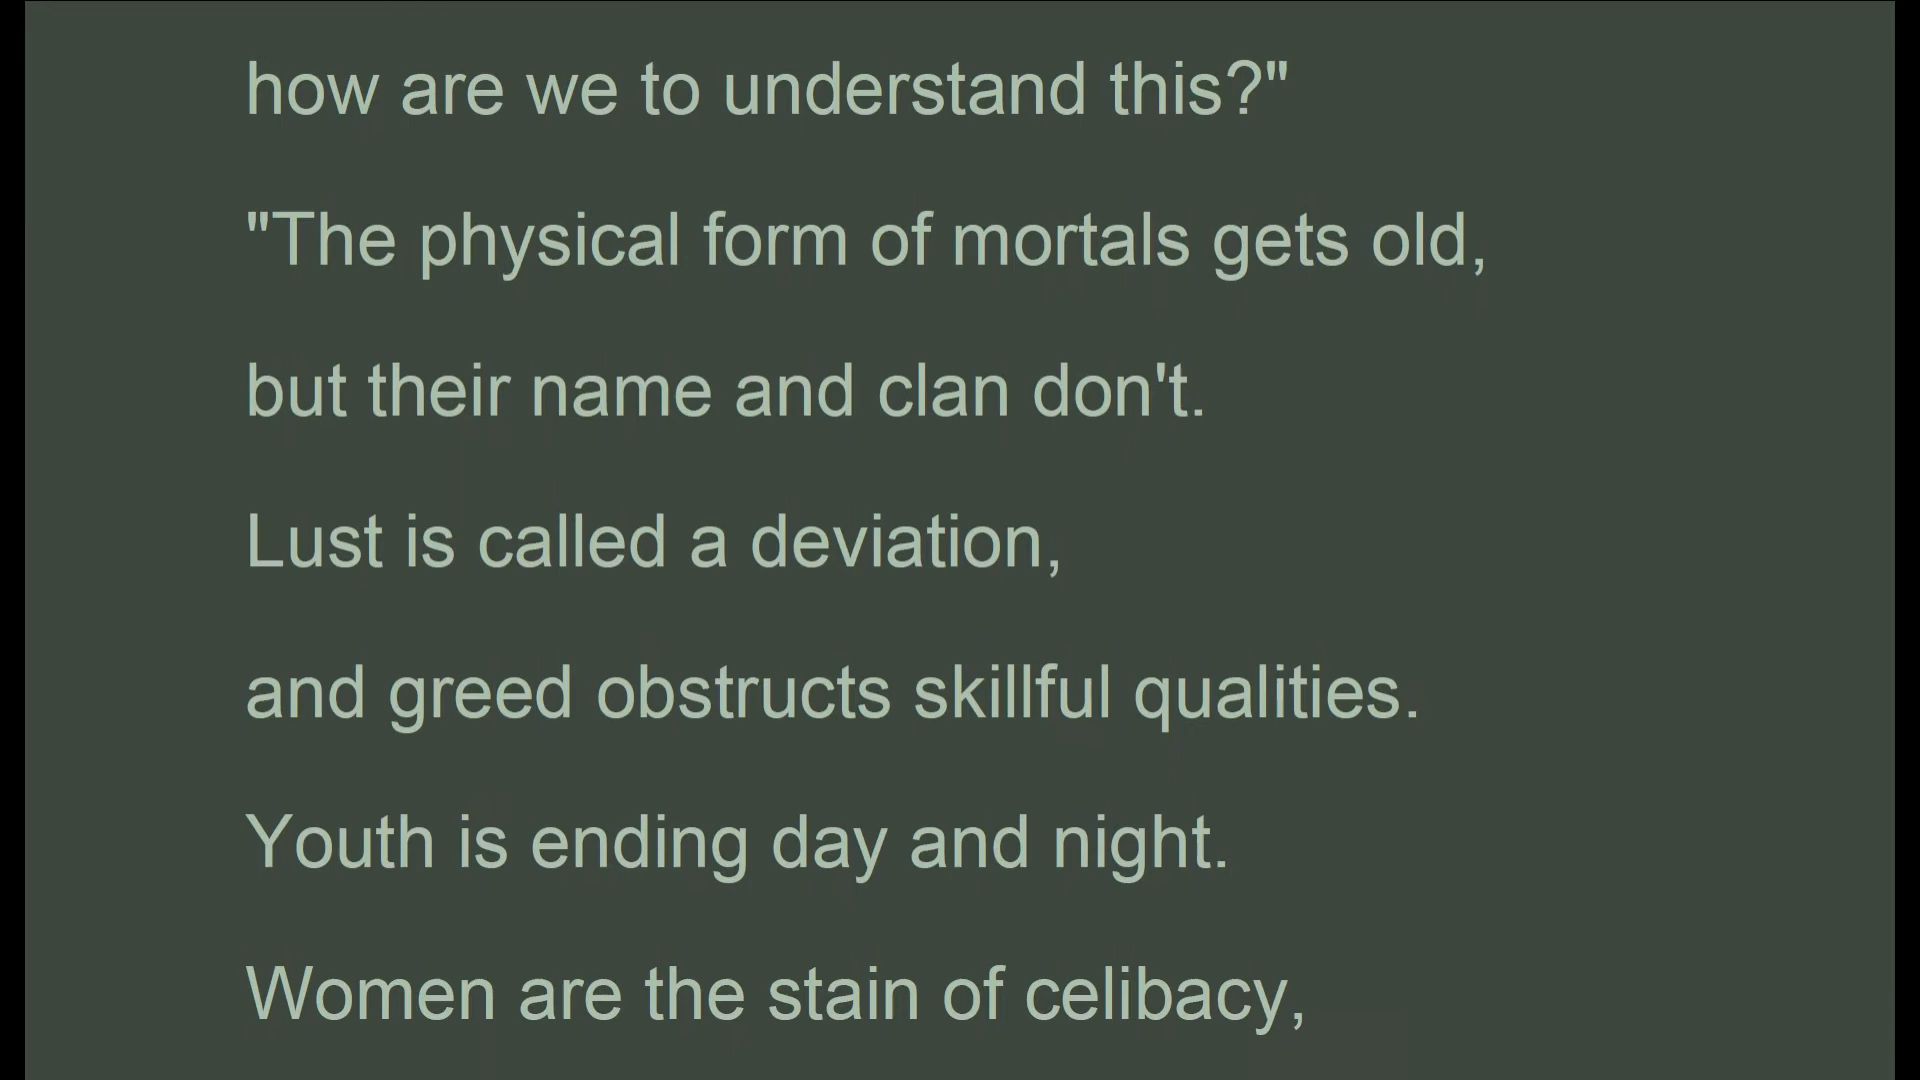 how are we to understand this?"
"The physical form of mortals gets old,
but their name and clan don't.
Lust is called a deviation,
and greed obstructs skillful qualities.
Youth is ending day and night.
Women are the stain of celibacy,